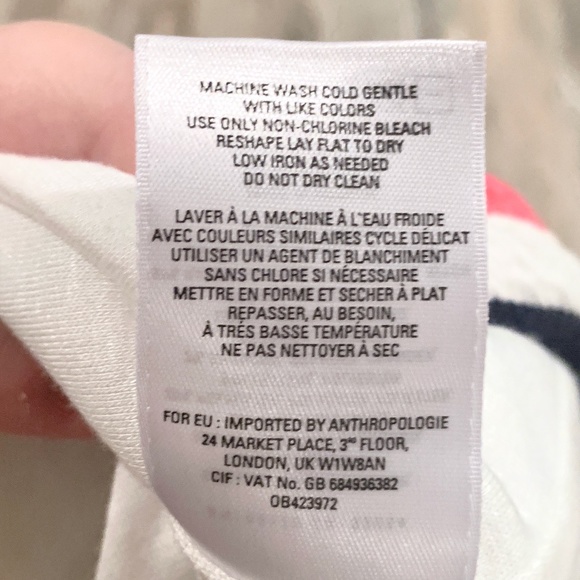 MACHINE WASH COLD GENTLE
WITH LIKE COLORS
USE ONLY NON-CHLORINE BLEACH
RESHAPE LAY FLAT TO DRY
LOW IRON AS NEEDED
DO NOT DRY CLEAN
LAVER À LA MACHINE À L'EAU FROIDE
AVEC COULEURS SIMILAIRES CYCLE DÉLICAT
UTILISER UN AGENT DE BLANCHIMENT
SANS CHLORE SI NÉCESSAIRE
METTRE EN FORME ET SECHER À PLAT
REPASSER, AU BESOIN,
À TRÉS BASSE TEMPÉRATURE
NE PAS NETTOYER À SEC
FOR EU : IMPORTED BY ANTHROPOLOGIE
24 MARKET PLACE, 3RD FLOOR,
LONDON, UK W1W8AN
CIF : VAT No. GB 684936382
OB423972